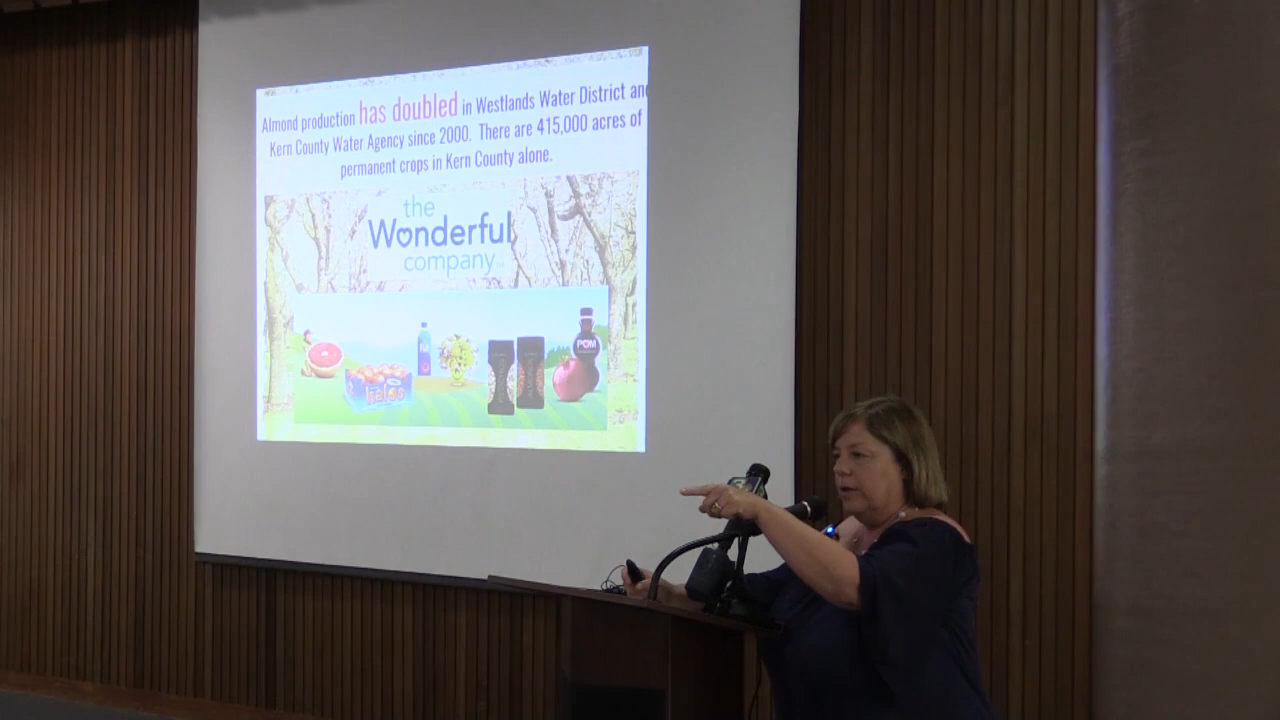 Almond production has doubled in Westlands Water District and
Kern County Water Agency since 2000. There are 415,000 acres of
permanent crops in Kern County alone.
the
Wonderful
company
halos
POM